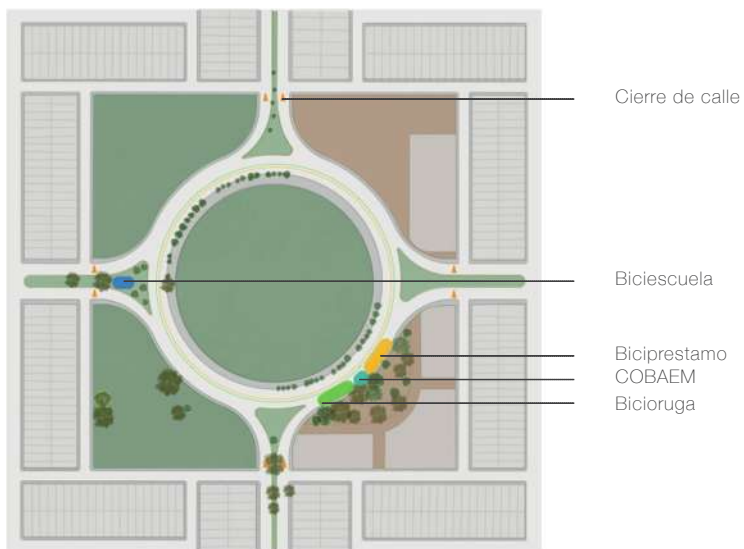 Cierre de calle
Biciescuela
Biciprestamo
COBAEM
Bicioruga